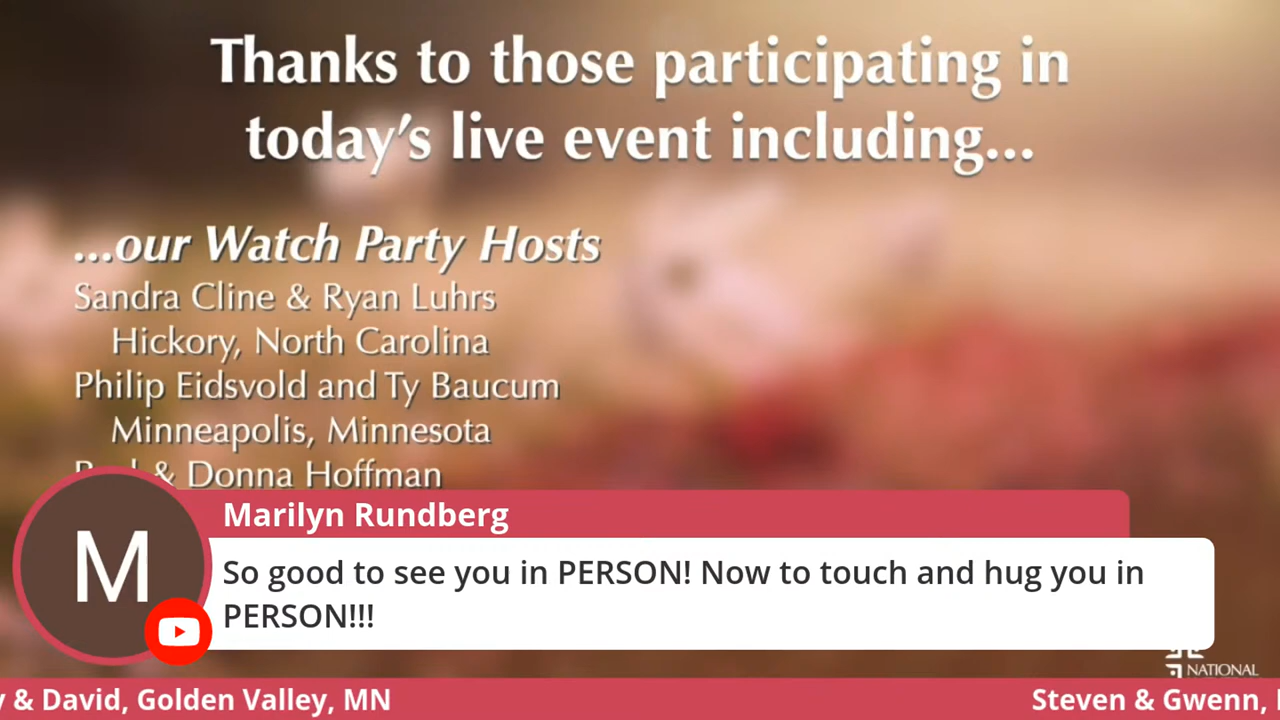 Thanks to those participating in
today's live event including...
...our Watch Party Hosts
Sandra Cline & Ryan Luhrs
Hickory, North Carolina
Philip Eidsvold and Ty Baucum
Minneapolis, Minnesota
& Donna Hoffman
M
Marilyn Rundberg
So good to see you in PERSON! Now to touch and hug you in
PERSON!!!
NATIONAL
& David, Golden Valley, MN
Steven & Gwenn,